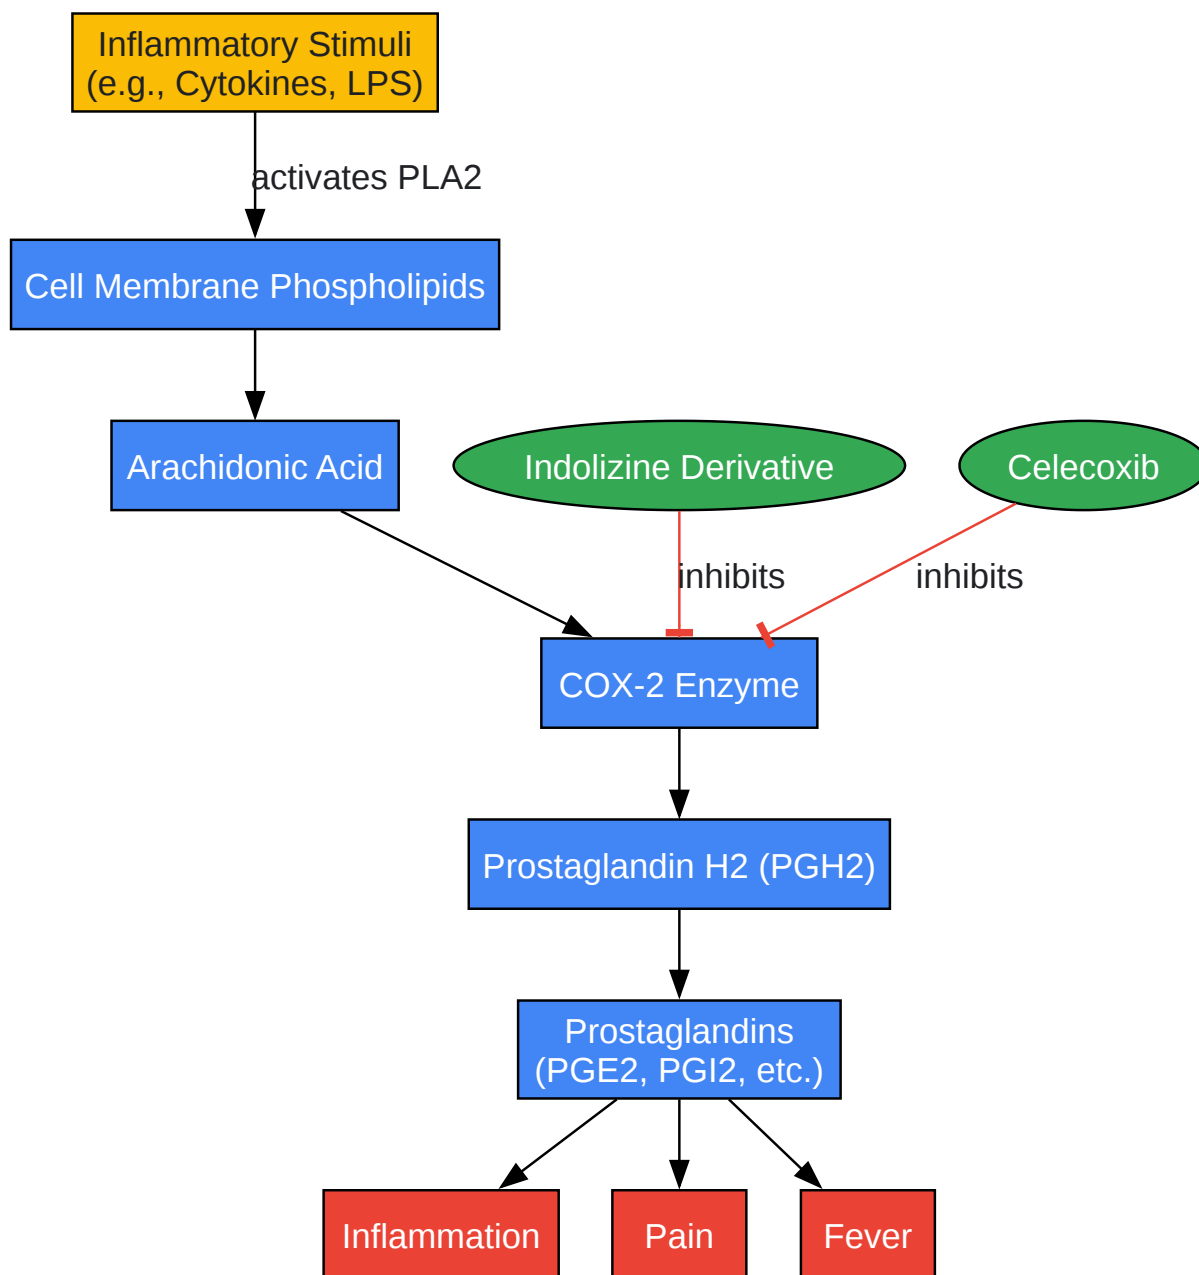 Inflammatory Stimuli
(e.g., Cytokines, LPS)
activates PLA2
Cell Membrane Phospholipids
Arachidonic Acid
Indolizine Derivative
Celecoxib
inhibits
inhibits
COX-2 Enzyme
Prostaglandin H2 (PGH2)
Prostaglandins
(PGE2, PGI2, etc.)
Inflammation
Pain
Fever